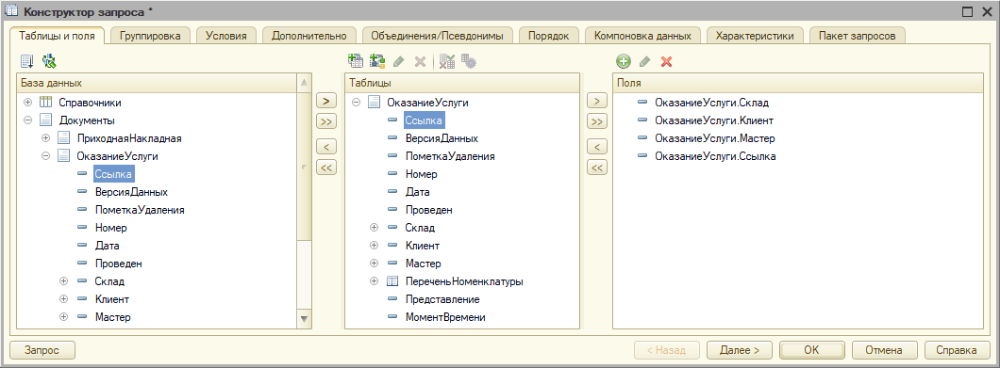 Конструктор запроса *
Таблицы и поля Группировка Условия Дополнительно Объединения/Псевдонимы Порядок Компоновка данных Характеристики Пакет запросов
База данных
Справочники
Документы
ПриходнаяНакладная
ОказаниеУслуги
Ссылка
ВерсияДанных
ПометкаУдаления
Номер
Дата
Проведен
Склад
Клиент
Мастер
>
>>
<
<<
Таблицы
ОказаниеУслуги
Ссылка
ВерсияДанных
ПометкаУдаления
Номер
Дата
Проведен
Склад
Клиент
Мастер
ПереченьНоменклатуры
Представление
МоментВремени
>
>>
<
<<
Поля
ОказаниеУслуги.Склад
ОказаниеУслуги.Клиент
ОказаниеУслуги.Мастер
ОказаниеУслуги.Ссылка
Запрос < Назад Далее > OK Отмена Справка